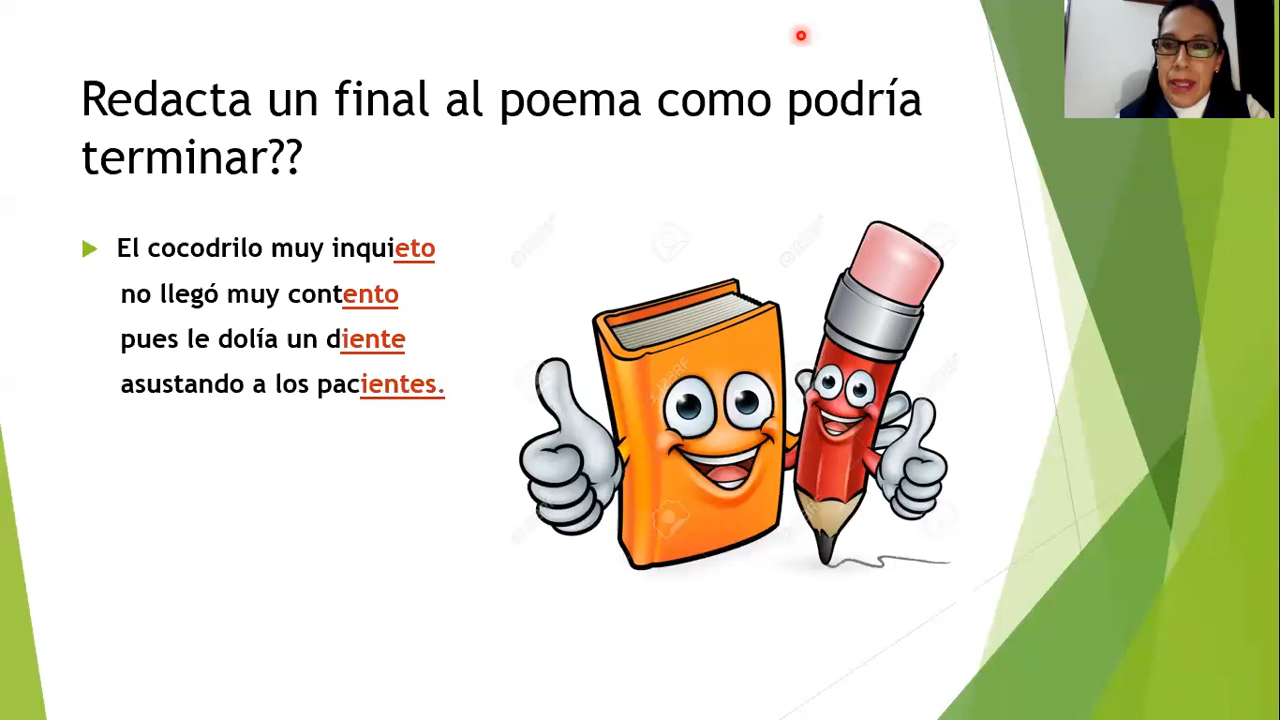 Redacta un final al poema como podría
terminar??
El cocodrilo muy inquieto
no llegó muy contento
pues le dolía un diente
asustando a los pacientes.